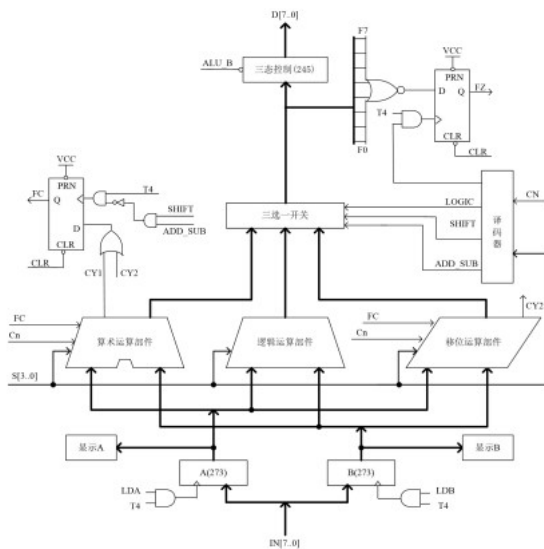 D[7..0]
ALU_B
三态控制(245)
F7
F0
VCC
PRN
D Q
FZ
T4
CLR
CLR
VCC
FC
PRN
Q
D
CLR
CLR
T4
SHIFT
ADD_SUB
CY1
CY2
三选一开关
LOGIC
SHIFT
ADD_SUB
译码器
CN
CY2
FC
Cn
算术运算部件
逻辑运算部件
FC
Cn
移位运算部件
S[3..0]
显示A
显示B
A(273)
B(273)
LDA
T4
LDB
T4
IN[7..0]